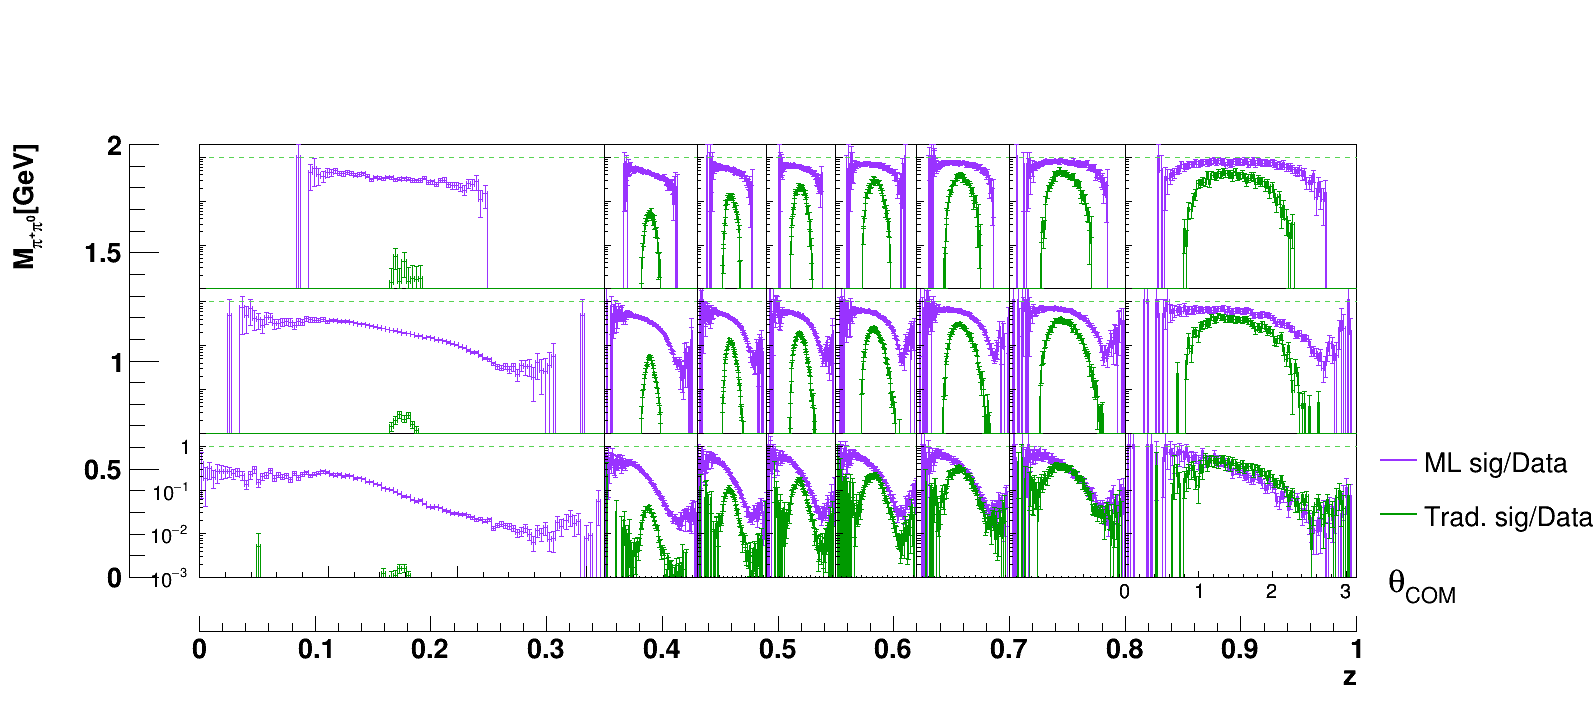 M π⁺π⁰ [GeV]
2
1.5
1
0.5
0
1
10⁻¹
10⁻²
10⁻³
ML sig/Data
Trad. sig/Data
0 1 2 3
θCOM
0 0.1 0.2 0.3 0.4 0.5 0.6 0.7 0.8 0.9 1
z